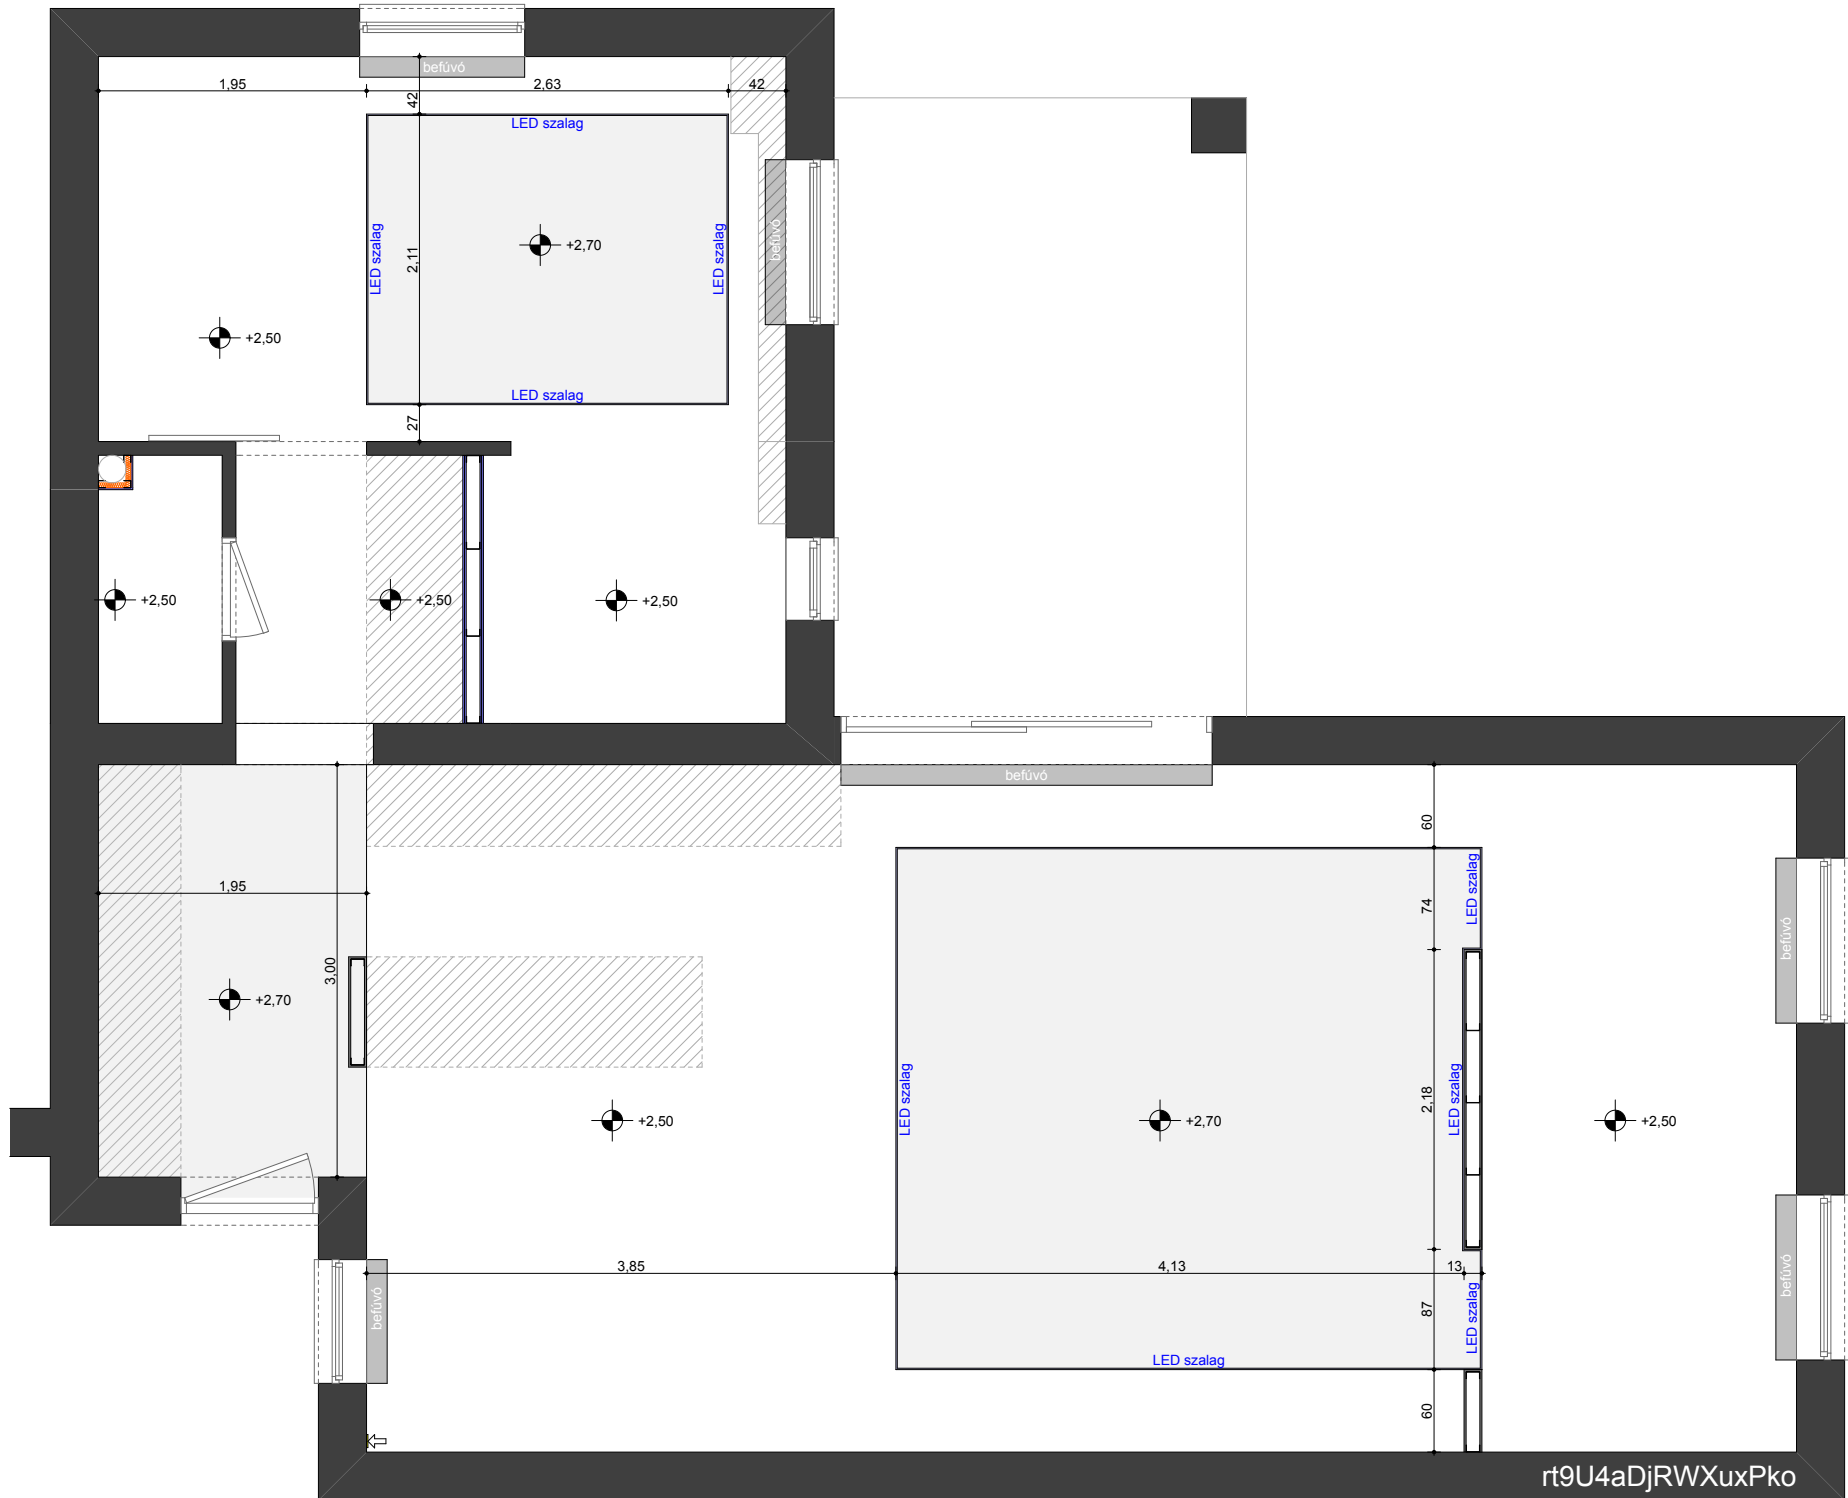 befúvó
1,95
2,63
42
42
LED szalag
LED szalag
2,11
+2,70
LED szalag
befúvó
+2,50
LED szalag
27
+2,50
+2,50
+2,50
befúvó
60
1,95
LED szalag
74
befúvó
3,00
+2,70
LED szalag
2,18
LED szalag
+2,50
+2,70
+2,50
3,85
4,13
13
befúvó
87
LED szalag
befúvó
LED szalag
60
rt9U4aDjRWXuxPko